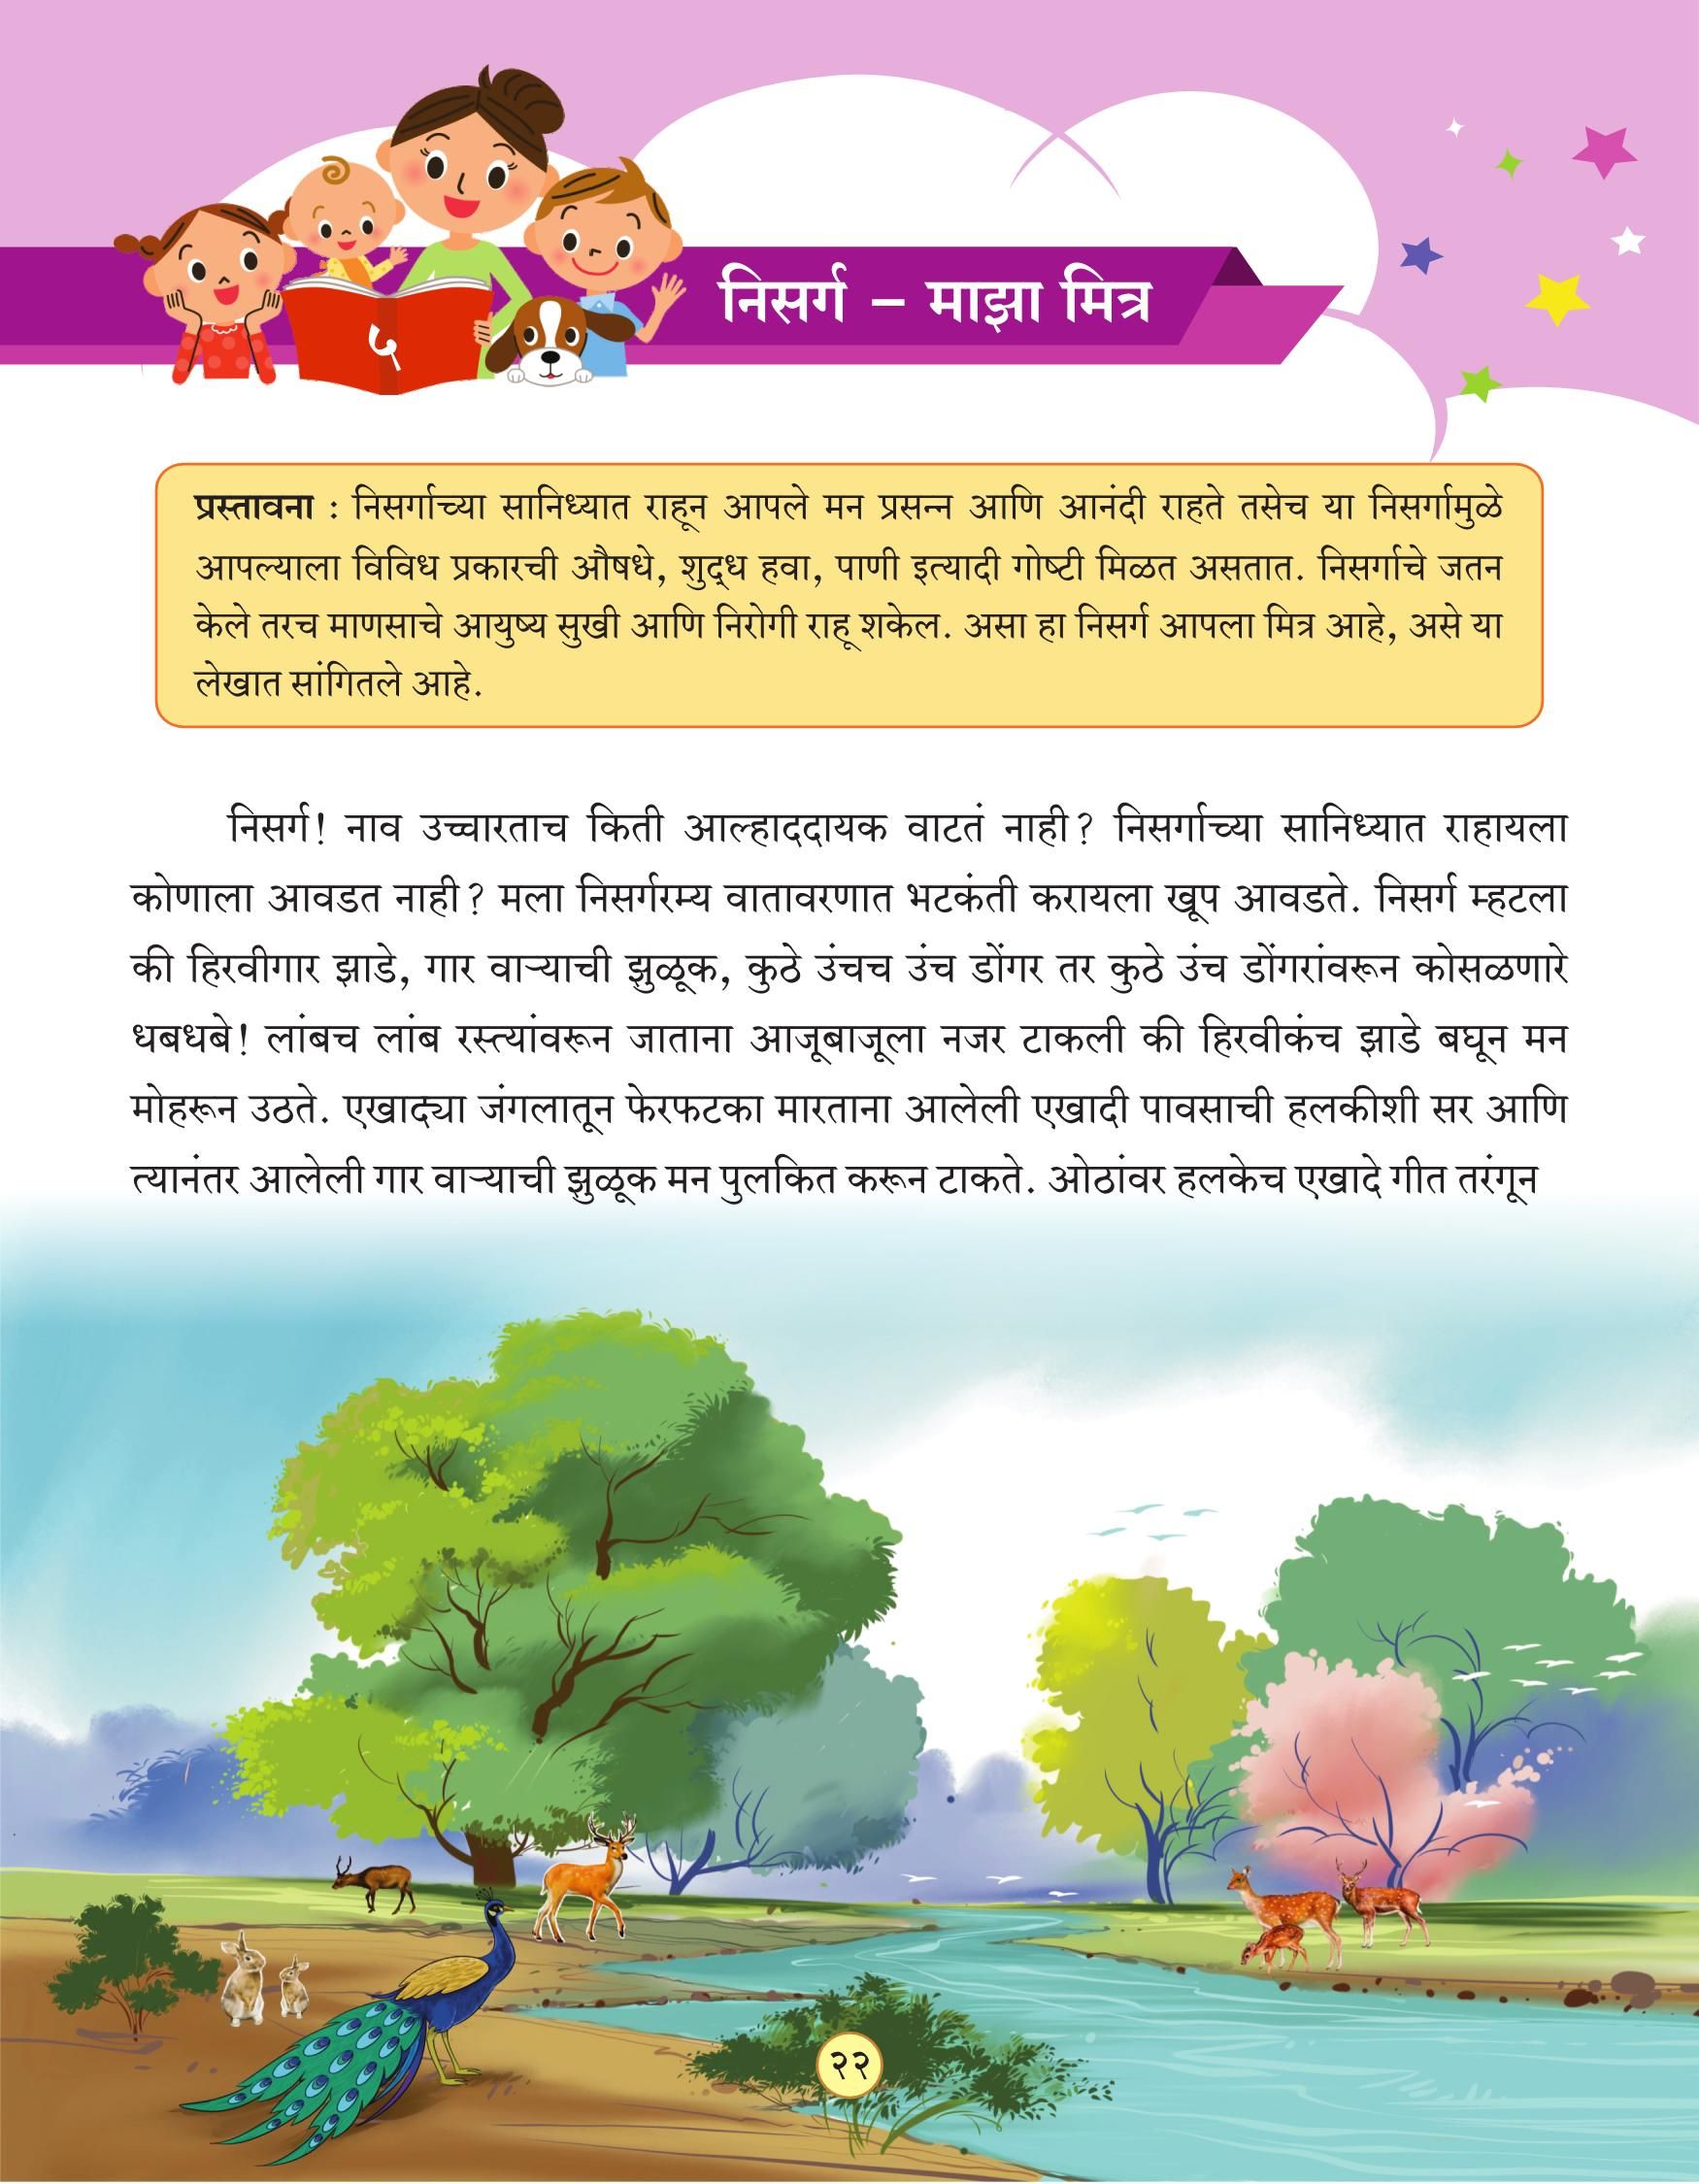 ५
निसर्ग – माझा मित्र
प्रस्तावना : निसर्गाच्या सानिध्यात राहून आपले मन प्रसन्न आणि आनंदी राहते तसेच या निसर्गामुळे
आपल्याला विविध प्रकारची औषधे, शुद्‌ध हवा, पाणी इत्यादी गोष्टी मिळत असतात. निसर्गाचे जतन
केले तरच माणसाचे आयुष्य सुखी आणि निरोगी राहू शकेल. असा हा निसर्ग आपला मित्र आहे, असे या
लेखात सांगितले आहे.
निसर्ग! नाव उच्चारताच किती आल्हाददायक वाटतं नाही? निसर्गाच्या सानिध्यात राहायला
कोणाला आवडत नाही? मला निसर्गरम्य वातावरणात भटकंती करायला खूप आवडते. निसर्ग म्हटला
की हिरवीगार झाडे, गार वाऱ्याची झुळूक, कुठे उंचच उंच डोंगर तर कुठे उंच डोंगरांवरून कोसळणारे
धबधबे! लांबच लांब रस्त्यांवरून जाताना आजूबाजूला नजर टाकली की हिरवीकंच झाडे बघून मन
मोहरून उठते. एखाद्या जंगलातून फेरफटका मारताना आलेली एखादी पावसाची हलकीशी सर आणि
त्यानंतर आलेली गार वाऱ्याची झुळूक मन पुलकित करून टाकते. ओठांवर हलकेच एखादे गीत तरंगून
२२